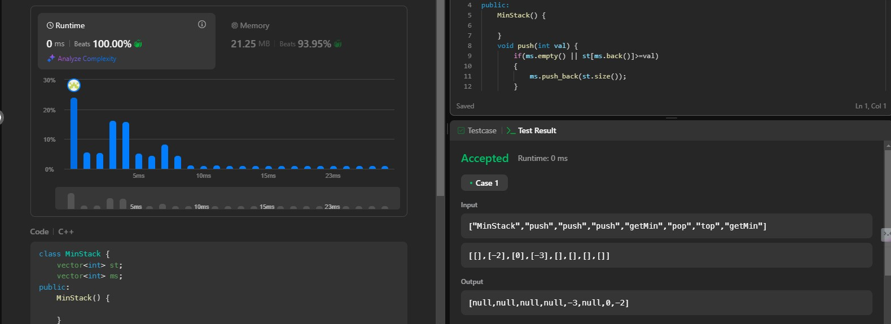 Runtime
0 ms | Beats 100.00%
Analyze Complexity
Memory
21.25 MB | Beats 93.95%
30%
20%
10%
0%
5ms
10ms
15ms
23ms
5ms
10ms
15ms
23ms
Code | C++
class MinStack {
vector<int> st;
vector<int> ms;
public:
MinStack() {
}
4 public:
5 MinStack() {
6
7 }
8 void push(int val) {
9 if(ms.empty() || st[ms.back()]>=val)
10 {
11 ms.push_back(st.size());
12 }
Saved
Ln 1, Col 1
Testcase | >_ Test Result
Accepted Runtime: 0 ms
• Case 1
Input
["MinStack","push","push","push","getMin","pop","top","getMin"]
[[],[-2],[0],[-3],[],[],[],[]]
Output
[null,null,null,null,-3,null,0,-2]